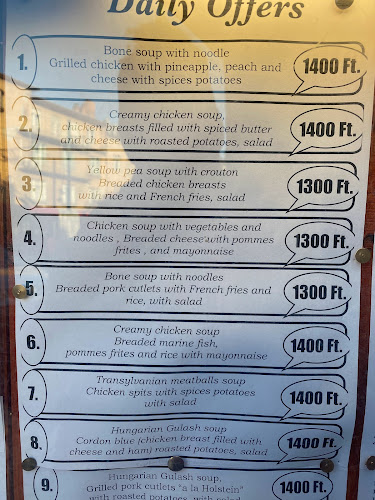 Daily Offers
1. Bone soup with noodle
Grilled chicken with pineapple, peach and
cheese with spices potatoes
1400 Ft.
2. Creamy chicken soup,
chicken breasts filled with spiced butter
and cheese with roasted potatoes, salad
1400 Ft.
3. Yellow pea soup with crouton
Breaded chicken breasts
with rice and French fries, salad
1300 Ft.
4. Chicken soup with vegetables and
noodles , Breaded cheese with pommes
frites , and mayonnaise
1300 Ft.
5. Bone soup with noodles
Breaded pork cutlets with French fries and
rice, with salad
1300 Ft.
6. Creamy chicken soup
Breaded marine fish,
pommes frites and rice with mayonnaise
1400 Ft.
7. Transylvanian meatballs soup
Chicken spits with spices potatoes
with salad
1400 Ft.
8. Hungarian Gulash soup
Cordon blue (chicken breast filled with
cheese and ham) roasted potatoes
1400 Ft.
9. Hungarian Gulash soup,
Grilled pork cutlets "a la Holstein"
with roasted potatoes, with salad
1400 Ft.